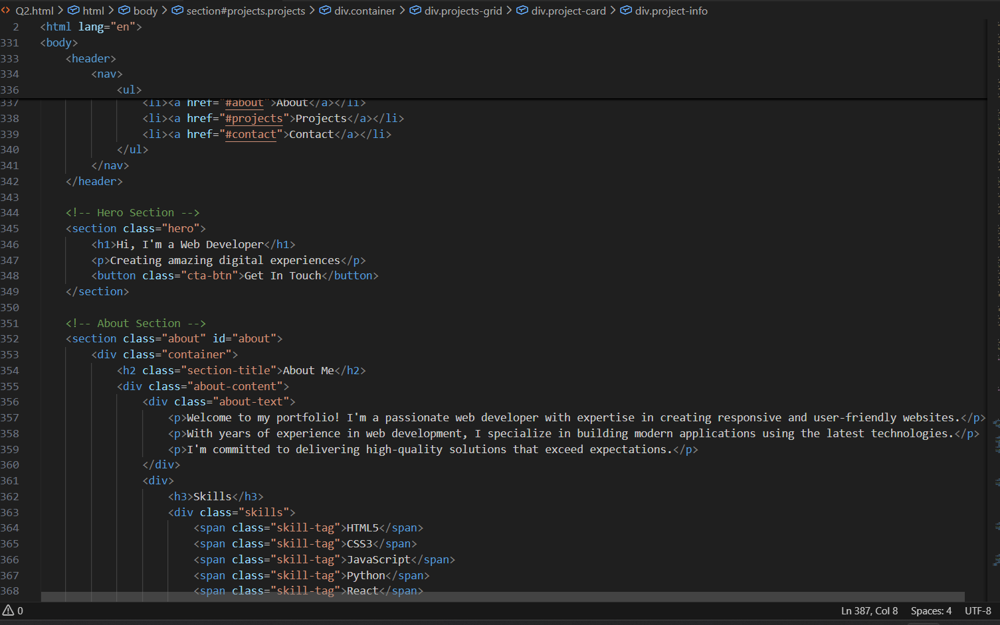 Q2.html > html > body > section#projects.projects > div.container > div.projects-grid > div.project-card > div.project-info
2 <html lang="en">
331 <body>
333 <header>
334 <nav>
336 <ul>
337 <li><a href="#about">About</a></li>
338 <li><a href="#projects">Projects</a></li>
339 <li><a href="#contact">Contact</a></li>
340 </ul>
341 </nav>
342 </header>
343
344 <!-- Hero Section -->
345 <section class="hero">
346 <h1>Hi, I'm a Web Developer</h1>
347 <p>Creating amazing digital experiences</p>
348 <button class="cta-btn">Get In Touch</button>
349 </section>
350
351 <!-- About Section -->
352 <section class="about" id="about">
353 <div class="container">
354 <h2 class="section-title">About Me</h2>
355 <div class="about-content">
356 <div class="about-text">
357 <p>Welcome to my portfolio! I'm a passionate web developer with expertise in creating responsive and user-friendly websites.</p>
358 <p>With years of experience in web development, I specialize in building modern applications using the latest technologies.</p>
359 <p>I'm committed to delivering high-quality solutions that exceed expectations.</p>
360 </div>
361 <div>
362 <h3>Skills</h3>
363 <div class="skills">
364 <span class="skill-tag">HTML5</span>
365 <span class="skill-tag">CSS3</span>
366 <span class="skill-tag">JavaScript</span>
367 <span class="skill-tag">Python</span>
368 <span class="skill-tag">React</span>
0 Ln 387, Col 8 Spaces: 4 UTF-8